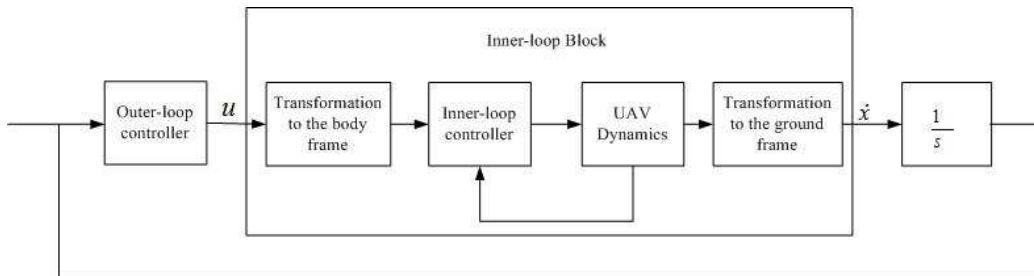 Inner-loop Block
Outer-loop
controller
u
Transformation
to the body
frame
Inner-loop
controller
UAV
Dynamics
Transformation
to the ground
frame
ẋ
1
s